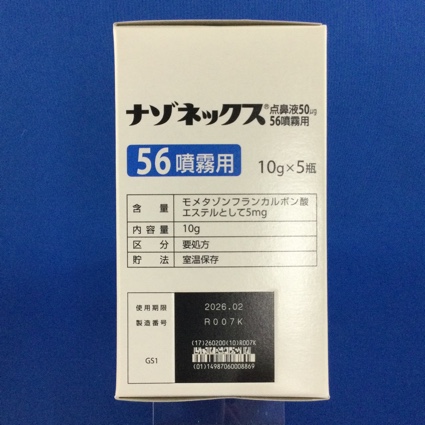 ナゾネックス®点鼻液50μg
56噴霧用
56噴霧用
10g×5瓶
含量 モメタゾンフランカルボン酸
エステルとして5mg
内容量 10g
区分 要処方
貯法 室温保存
使用期限 2026.02
製造番号 R007K
(17)260200(10)R007K
GS1
(01)14987060008869